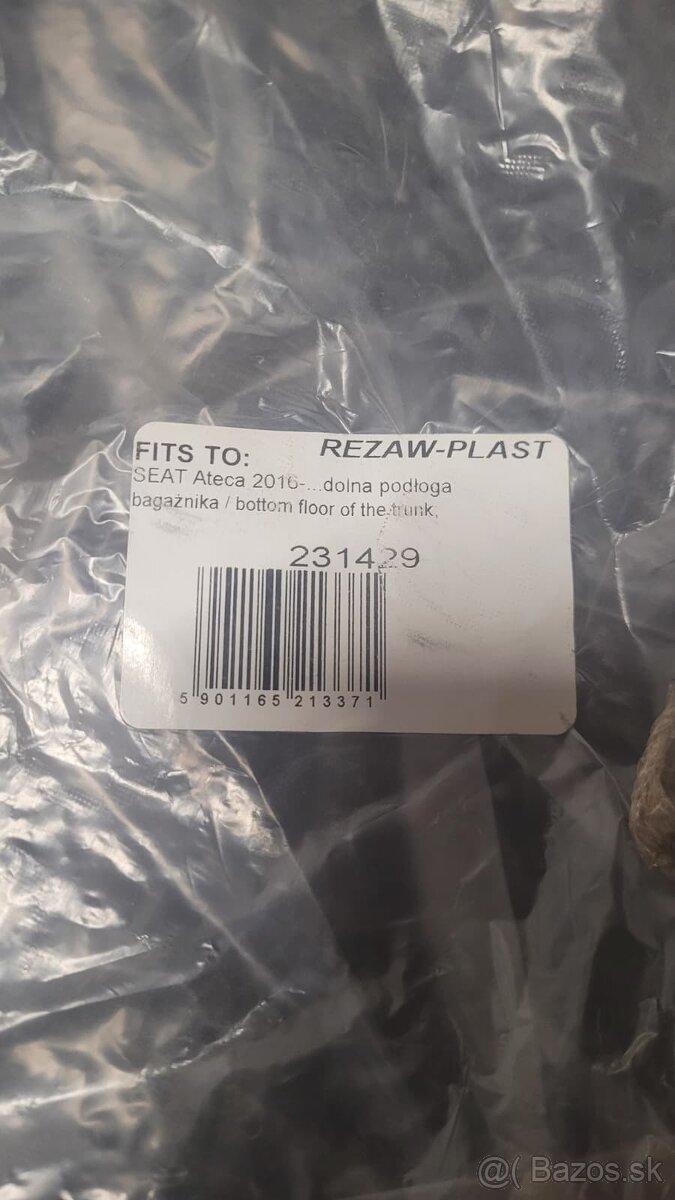 FITS TO: REZAW-PLAST
SEAT Ateca 2016-...dolna podłoga
bagażnika / bottom floor of the trunk,
231429
5 901165 213371
@( Bazos.sk